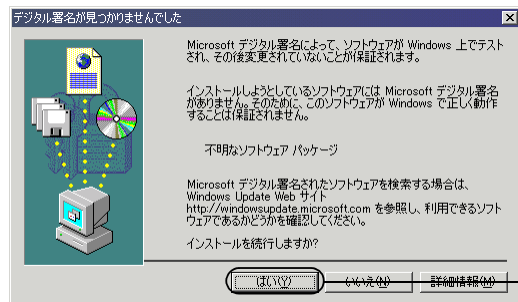 デジタル署名が見つかりませんでした
Microsoft デジタル署名によって、ソフトウェアが Windows 上でテスト
され、その後変更されていないことが保証されます。
インストールしようとしているソフトウェアには Microsoft デジタル署名
がありません。そのために、このソフトウェアが Windows で正しく動作
することは保証されません。
不明なソフトウェア パッケージ
Microsoft デジタル署名されたソフトウェアを検索する場合は、
Windows Update Web サイト
http://windowsupdate.microsoft.com を参照し、利用できるソフト
ウェアであるかどうかを確認してください。
インストールを続行しますか?
はい(Y) いいえ(N) 詳細情報(M)